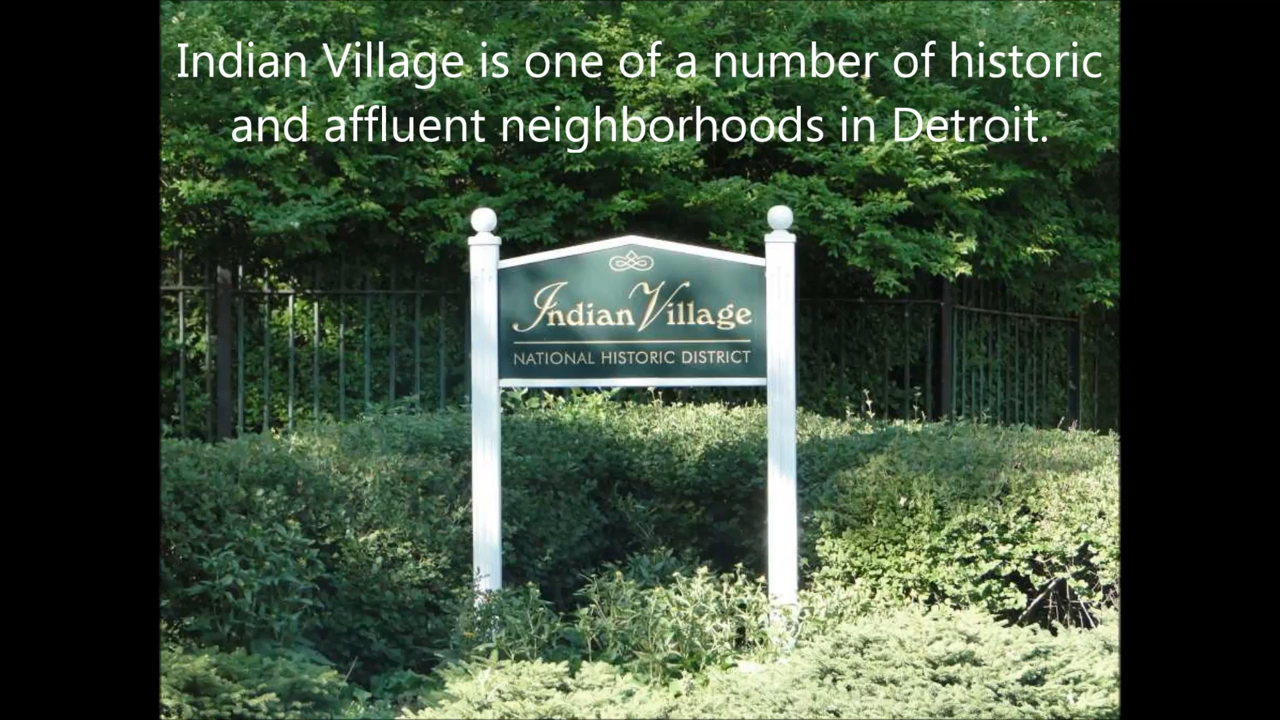 Indian Village is one of a number of historic
and affluent neighborhoods in Detroit.
Indian Village
NATIONAL HISTORIC DISTRICT